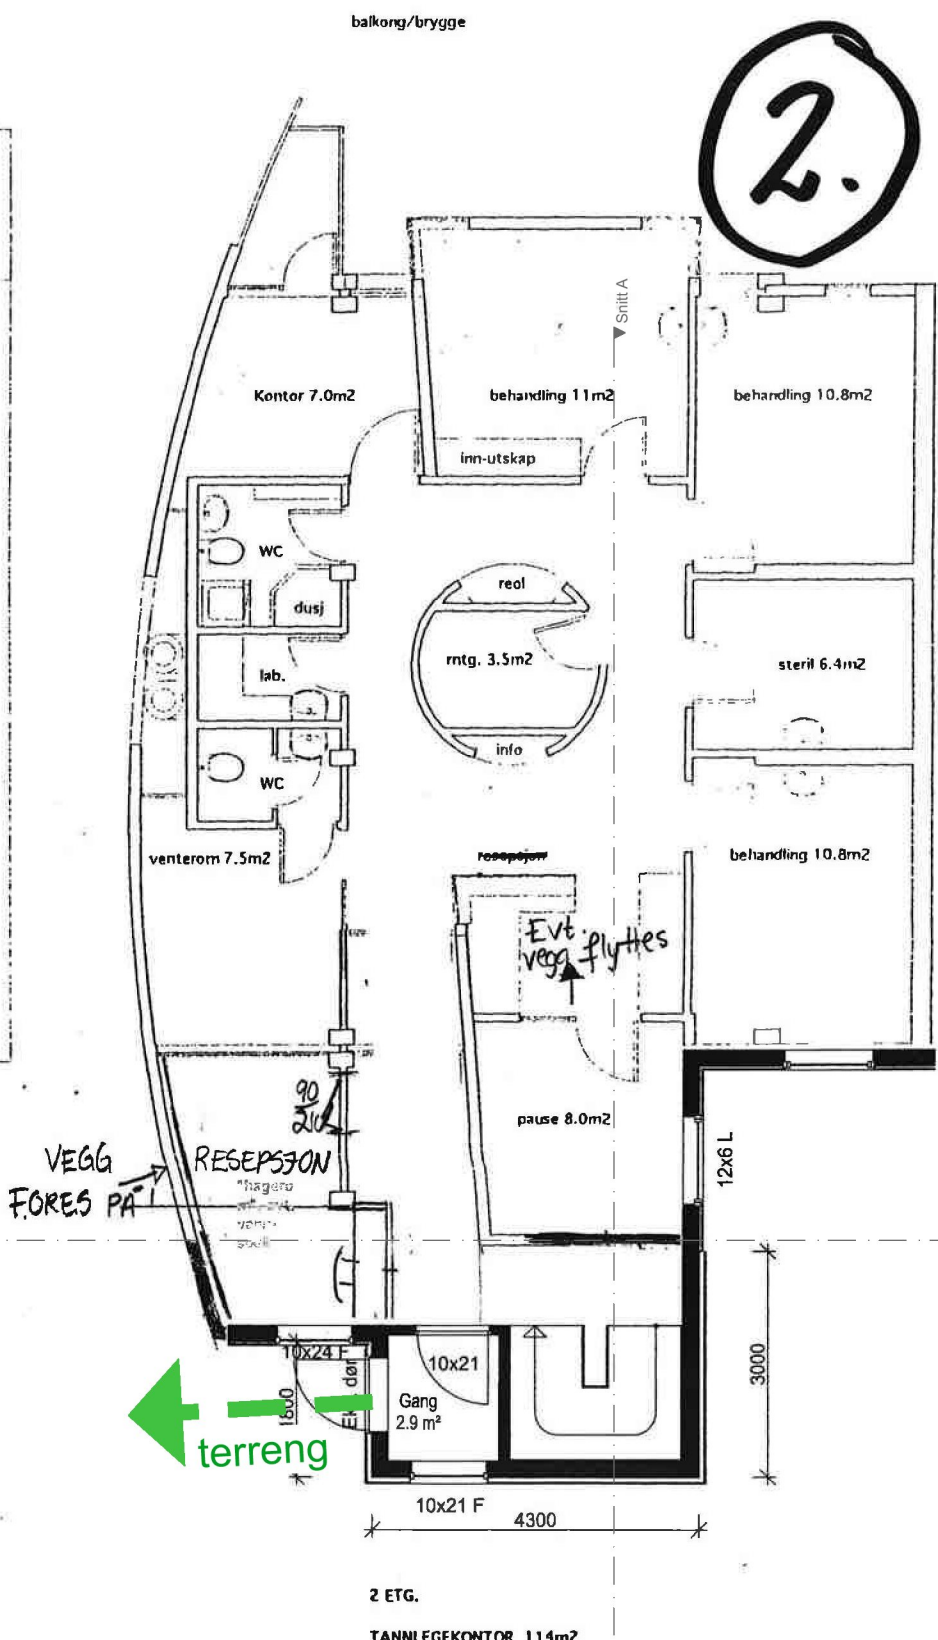 balkong/brygge
2.
Snitt A
Kontor 7.0m2
behandling 11m2
behandling 10.8m2
inn-utskap
WC
dusj
reol
rntg. 3.5m2
lab.
steril 6.4m2
info
WC
venterom 7.5m2
resepsjon
behandling 10.8m2
Evt.
vegg flyttes
90
210
pause 8.0m2
12x6 L
VEGG
FORES PÅ
RESEPSJON
10x24 F
10x21
1800
dør
Gang
2.9 m²
3000
terreng
10x21 F
4300
2 ETG.
TANNLEGEKONTOR 114m2